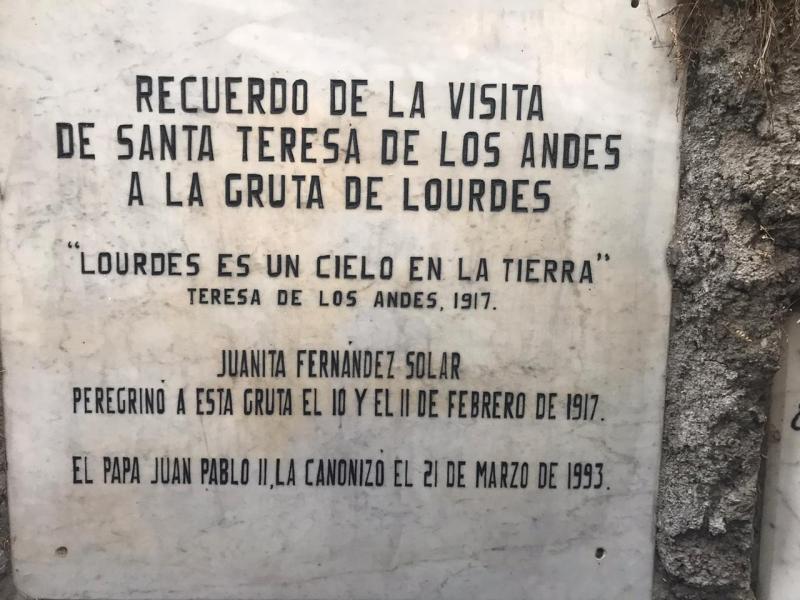 RECUERDO DE LA VISITA
DE SANTA TERESA DE LOS ANDES
A LA GRUTA DE LOURDES
"LOURDES ES UN CIELO EN LA TIERRA"
TERESA DE LOS ANDES, 1917.
JUANITA FERNÁNDEZ SOLAR
PEREGRINÓ A ESTA GRUTA EL 10 Y EL 11 DE FEBRERO DE 1917.
EL PAPA JUAN PABLO II, LA CANONIZÓ EL 21 DE MARZO DE 1993.